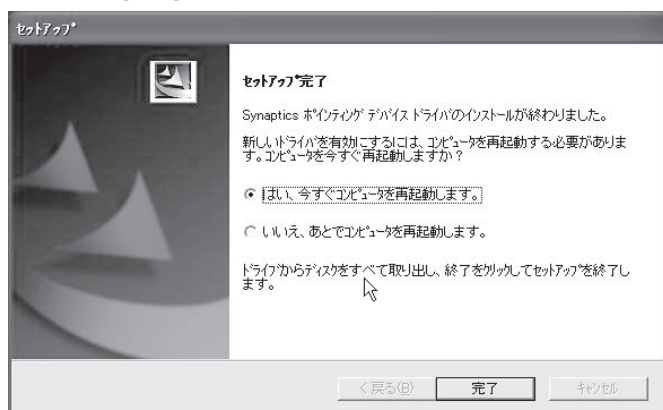 ｾｯﾄｱｯﾌﾟ
ｾｯﾄｱｯﾌﾟ完了
Synaptics ﾎﾟｲﾝﾃｨﾝｸﾞ ﾃﾞﾊﾞｲｽ ﾄﾞﾗｲﾊﾞのインストールが終わりました。
新しいﾄﾞﾗｲﾊﾞを有効にするには、ｺﾝﾋﾟｭｰﾀを再起動する必要がありま
す。ｺﾝﾋﾟｭｰﾀを今すぐ再起動しますか？
はい、今すぐｺﾝﾋﾟｭｰﾀを再起動します。
いいえ、あとでｺﾝﾋﾟｭｰﾀを再起動します。
ﾄﾞﾗｲﾌﾞからﾃﾞｨｽｸをすべて取り出し、終了をｸﾘｯｸしてｾｯﾄｱｯﾌﾟを終了し
ます。
< 戻る(B)
完了
ｷｬﾝｾﾙ